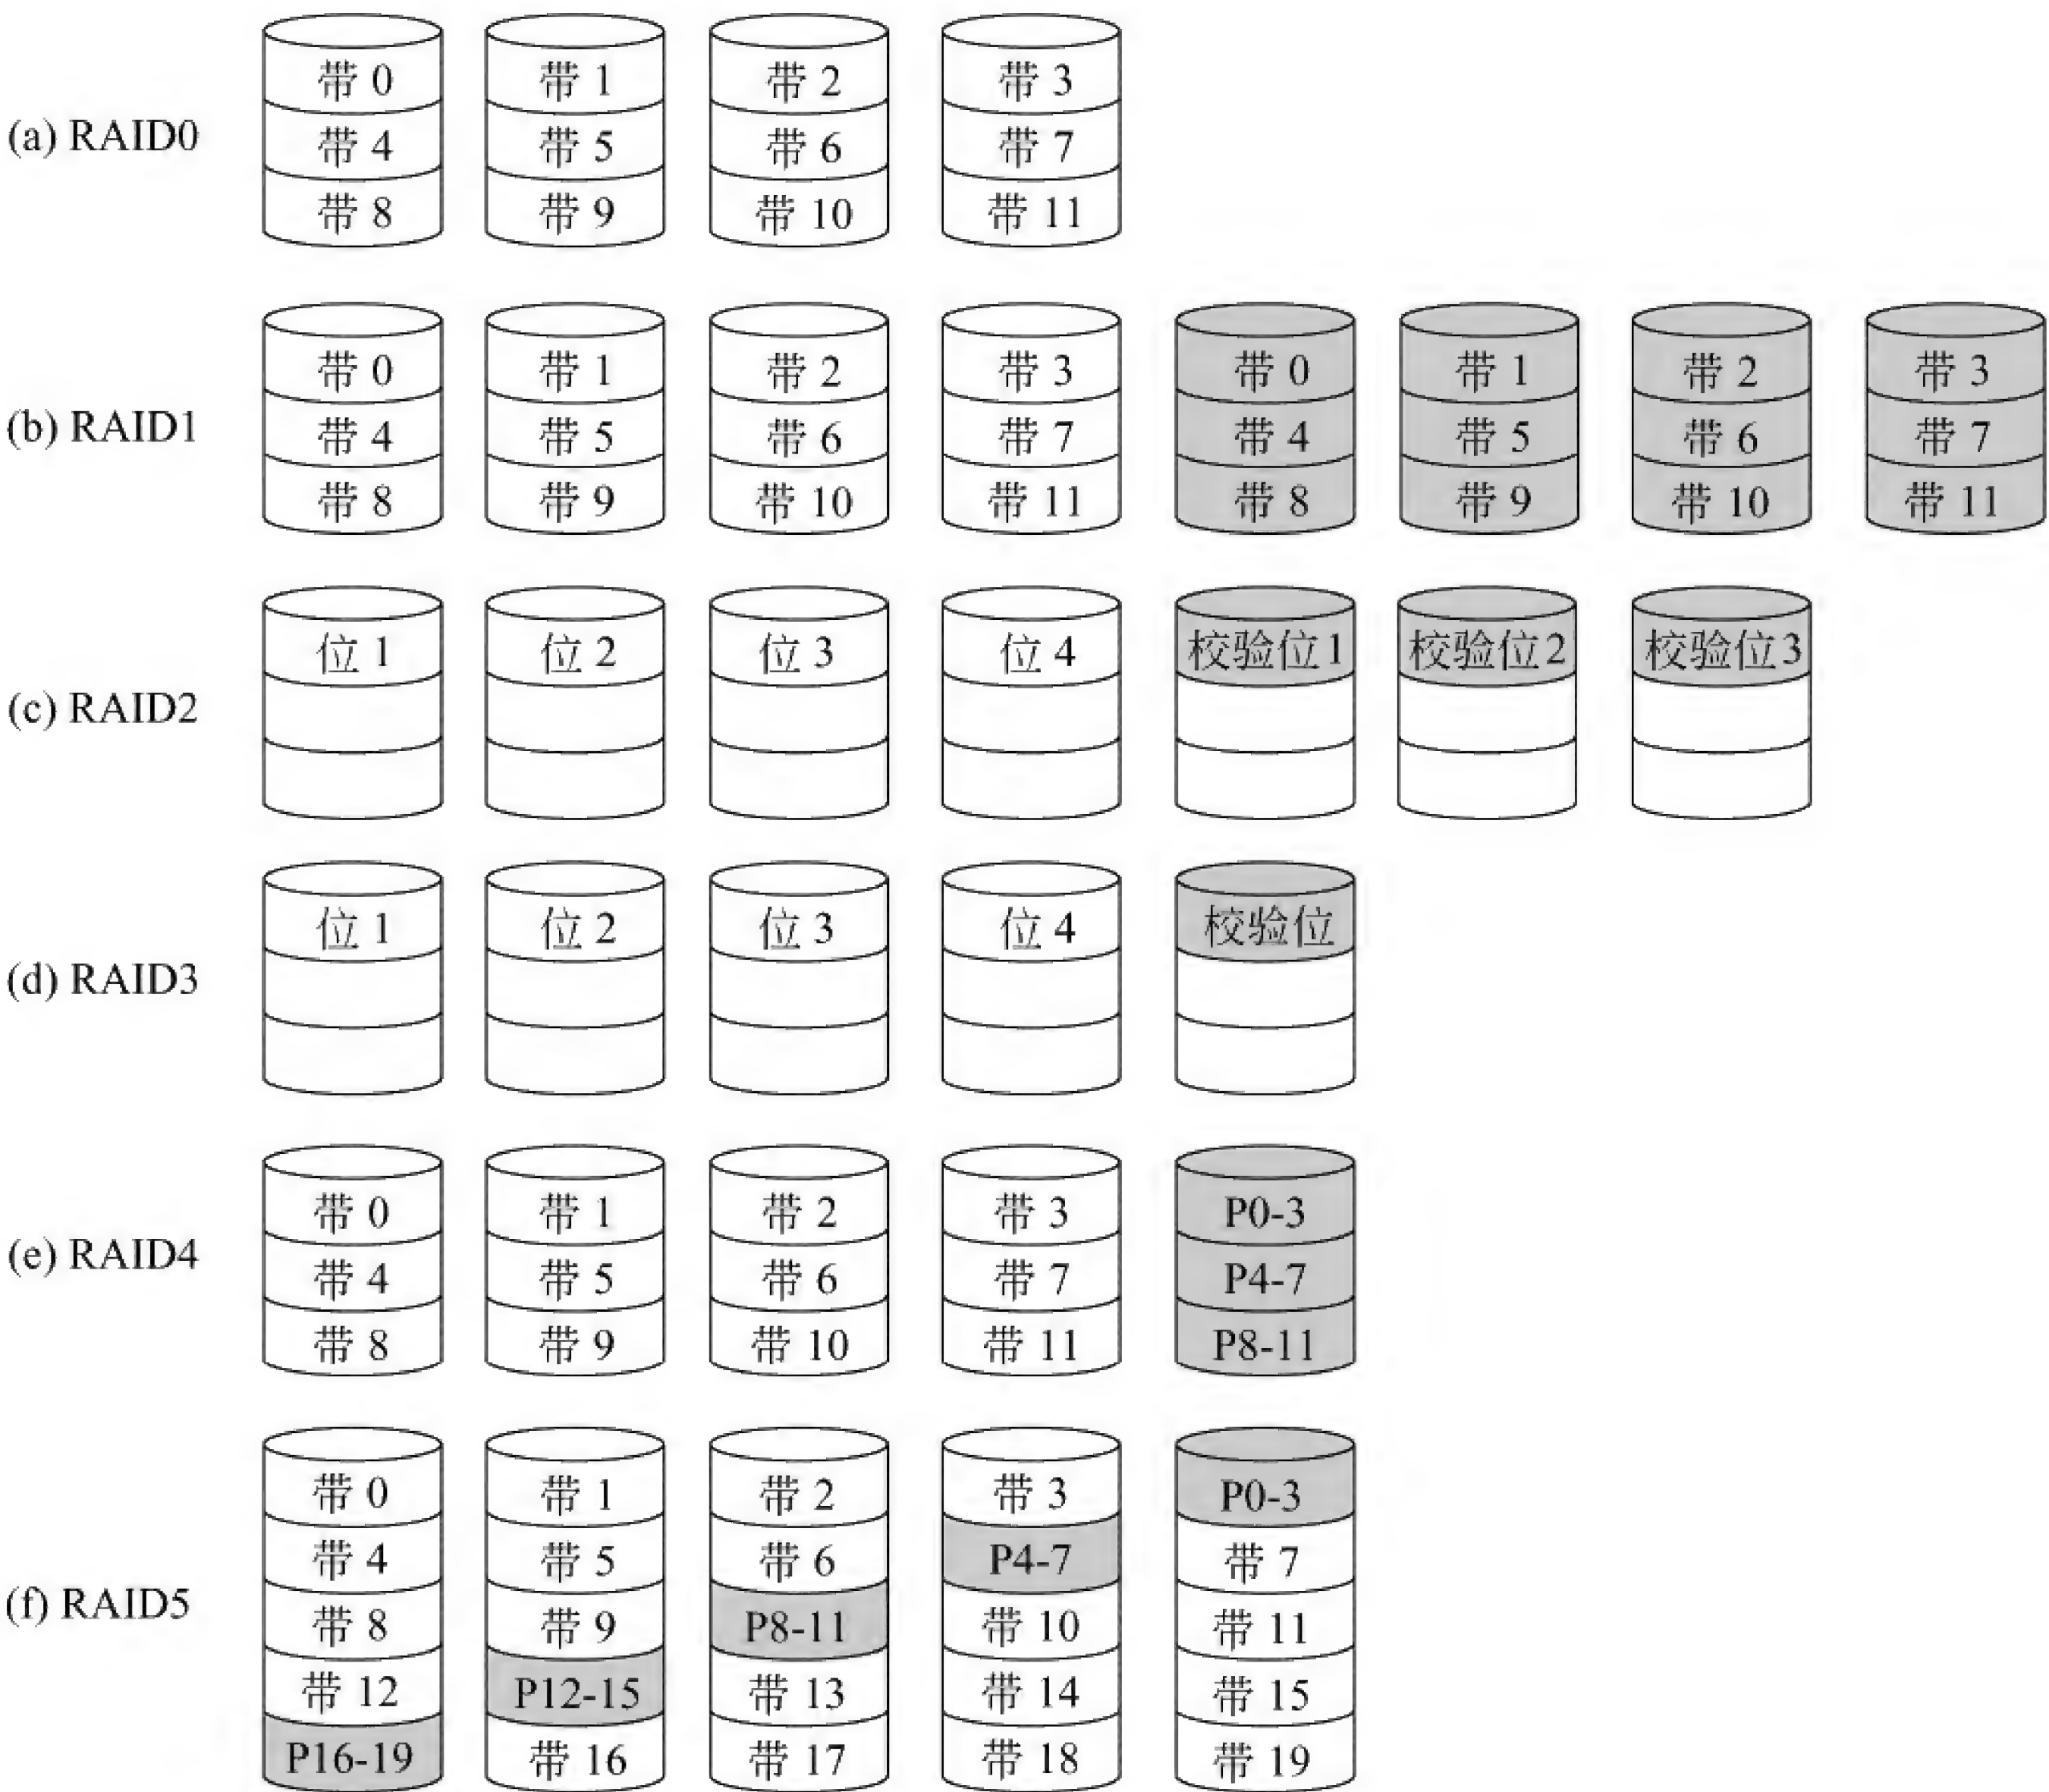 带 0 带 1 带 2 带 3
(a) RAID0 带 4 带 5 带 6 带 7
带 8 带 9 带 10 带 11
带 0 带 1 带 2 带 3 带 0 带 1 带 2 带 3
(b) RAID1 带 4 带 5 带 6 带 7 带 4 带 5 带 6 带 7
带 8 带 9 带 10 带 11 带 8 带 9 带 10 带 11
位 1 位 2 位 3 位 4 校验位1 校验位2 校验位3
(c) RAID2
位 1 位 2 位 3 位 4 校验位
(d) RAID3
带 0 带 1 带 2 带 3 P0-3
(e) RAID4 带 4 带 5 带 6 带 7 P4-7
带 8 带 9 带 10 带 11 P8-11
带 0 带 1 带 2 带 3 P0-3
带 4 带 5 带 6 P4-7 带 7
(f) RAID5 带 8 带 9 P8-11 带 10 带 11
带 12 P12-15 带 13 带 14 带 15
P16-19 带 16 带 17 带 18 带 19